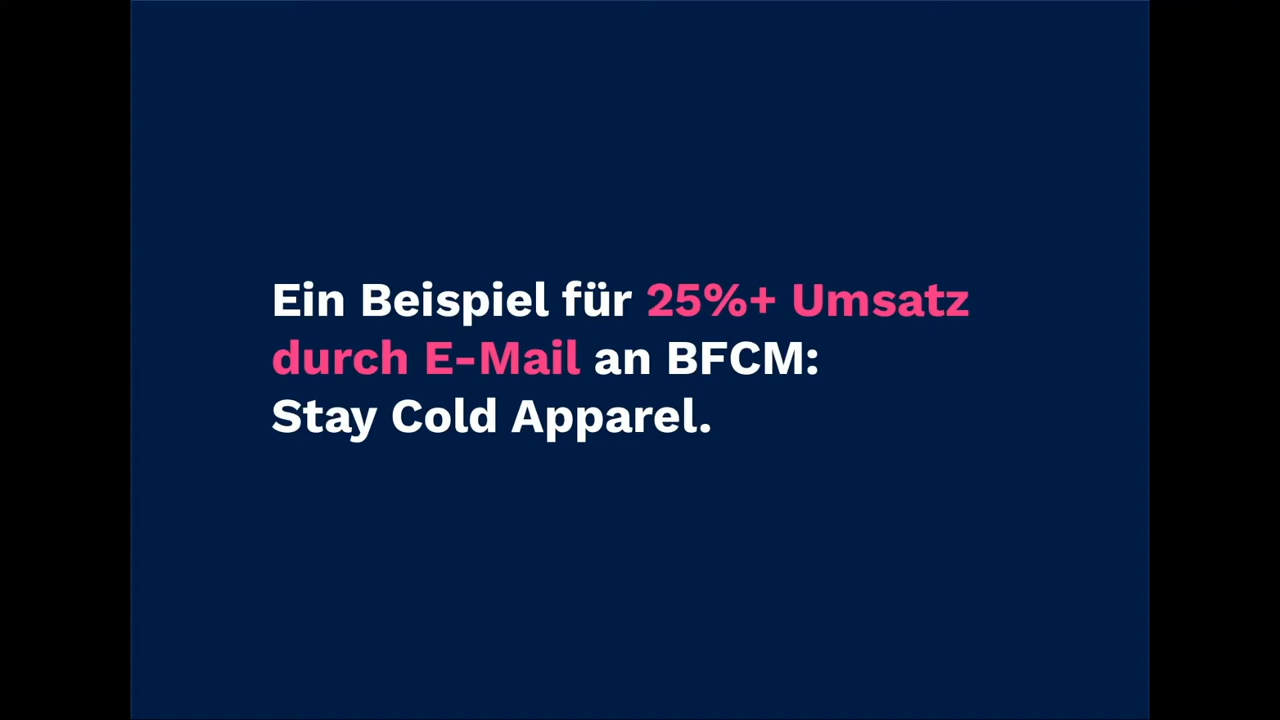 Ein Beispiel für 25%+ Umsatz
durch E-Mail an BFCM:
Stay Cold Apparel.